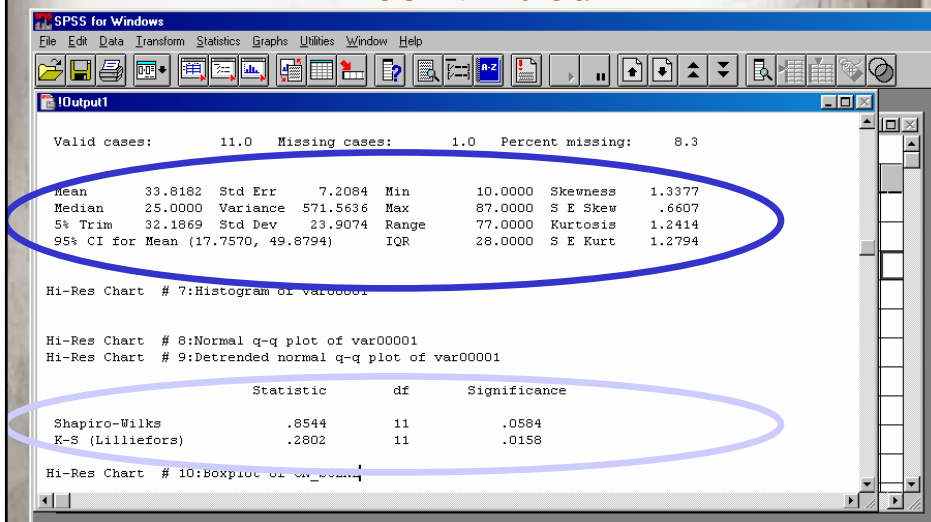 SPSS for Windows
File Edit Data Transform Statistics Graphs Utilities Window Help
!Output1
Valid cases: 11.0 Missing cases: 1.0 Percent missing: 8.3
Mean 33.8182 Std Err 7.2084 Min 10.0000 Skewness 1.3377
Median 25.0000 Variance 571.5636 Max 87.0000 S E Skew .6607
5% Trim 32.1869 Std Dev 23.9074 Range 77.0000 Kurtosis 1.2414
95% CI for Mean (17.7570, 49.8794) IQR 28.0000 S E Kurt 1.2794
Hi-Res Chart # 7:Histogram of var00001
Hi-Res Chart # 8:Normal q-q plot of var00001
Hi-Res Chart # 9:Detrended normal q-q plot of var00001
Statistic df Significance
Shapiro-Wilks .8544 11 .0584
K-S (Lilliefors) .2802 11 .0158
Hi-Res Chart # 10:Boxplot of